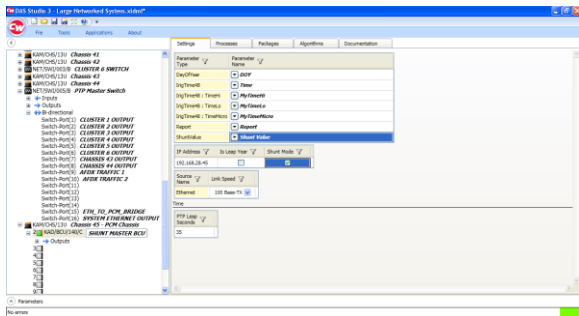 DAS Studio 3 - Large Networked System.xidml*
File Tools Applications About
Settings Processes Packages Algorithms Documentation
KAM/CHS/13U Chassis 41
KAM/CHS/13U Chassis 42
NET/SWI/003/B CLUSTER 6 SWITCH
KAM/CHS/13U Chassis 43
KAM/CHS/13U Chassis 44
NET/SWI/003/B PTP Master Switch
Inputs
Outputs
Bi-directional
Switch-Port(1) CLUSTER 1 OUTPUT
Switch-Port(2) CLUSTER 2 OUTPUT
Switch-Port(3) CLUSTER 3 OUTPUT
Switch-Port(4) CLUSTER 4 OUTPUT
Switch-Port(5) CLUSTER 5 OUTPUT
Switch-Port(6) CLUSTER 6 OUTPUT
Switch-Port(7) CHASSIS 43 OUTPUT
Switch-Port(8) CHASSIS 44 OUTPUT
Switch-Port(9) AFDX TRAFFIC 1
Switch-Port(10) AFDX TRAFFIC 2
Switch-Port(11)
Switch-Port(12)
Switch-Port(13)
Switch-Port(14)
Switch-Port(15) ETH_TO_PCM_BRIDGE
Switch-Port(16) SYSTEM ETHERNET OUTPUT
KAM/CHS/13U Chassis 45 - PCM Chassis
2 KAD/BCU/140/C SHUNT MASTER BCU
Outputs
3
4
5
6
7
8
9
Parameter Type Parameter Name
DayOfYear DOY
IrigTime48 Time
IrigTime48 : TimeHi MyTimeHi
IrigTime48 : TimeLo MyTimeLo
IrigTime48 : TimeMicro MyTimeMicro
Report Report
ShuntValue Shunt Value
IP Address Is Leap Year Shunt Mode
192.168.28.45
Source Name Link Speed
Ethernet 100 Base-TX
Time
PTP Leap Seconds
35
Parameters
No errors